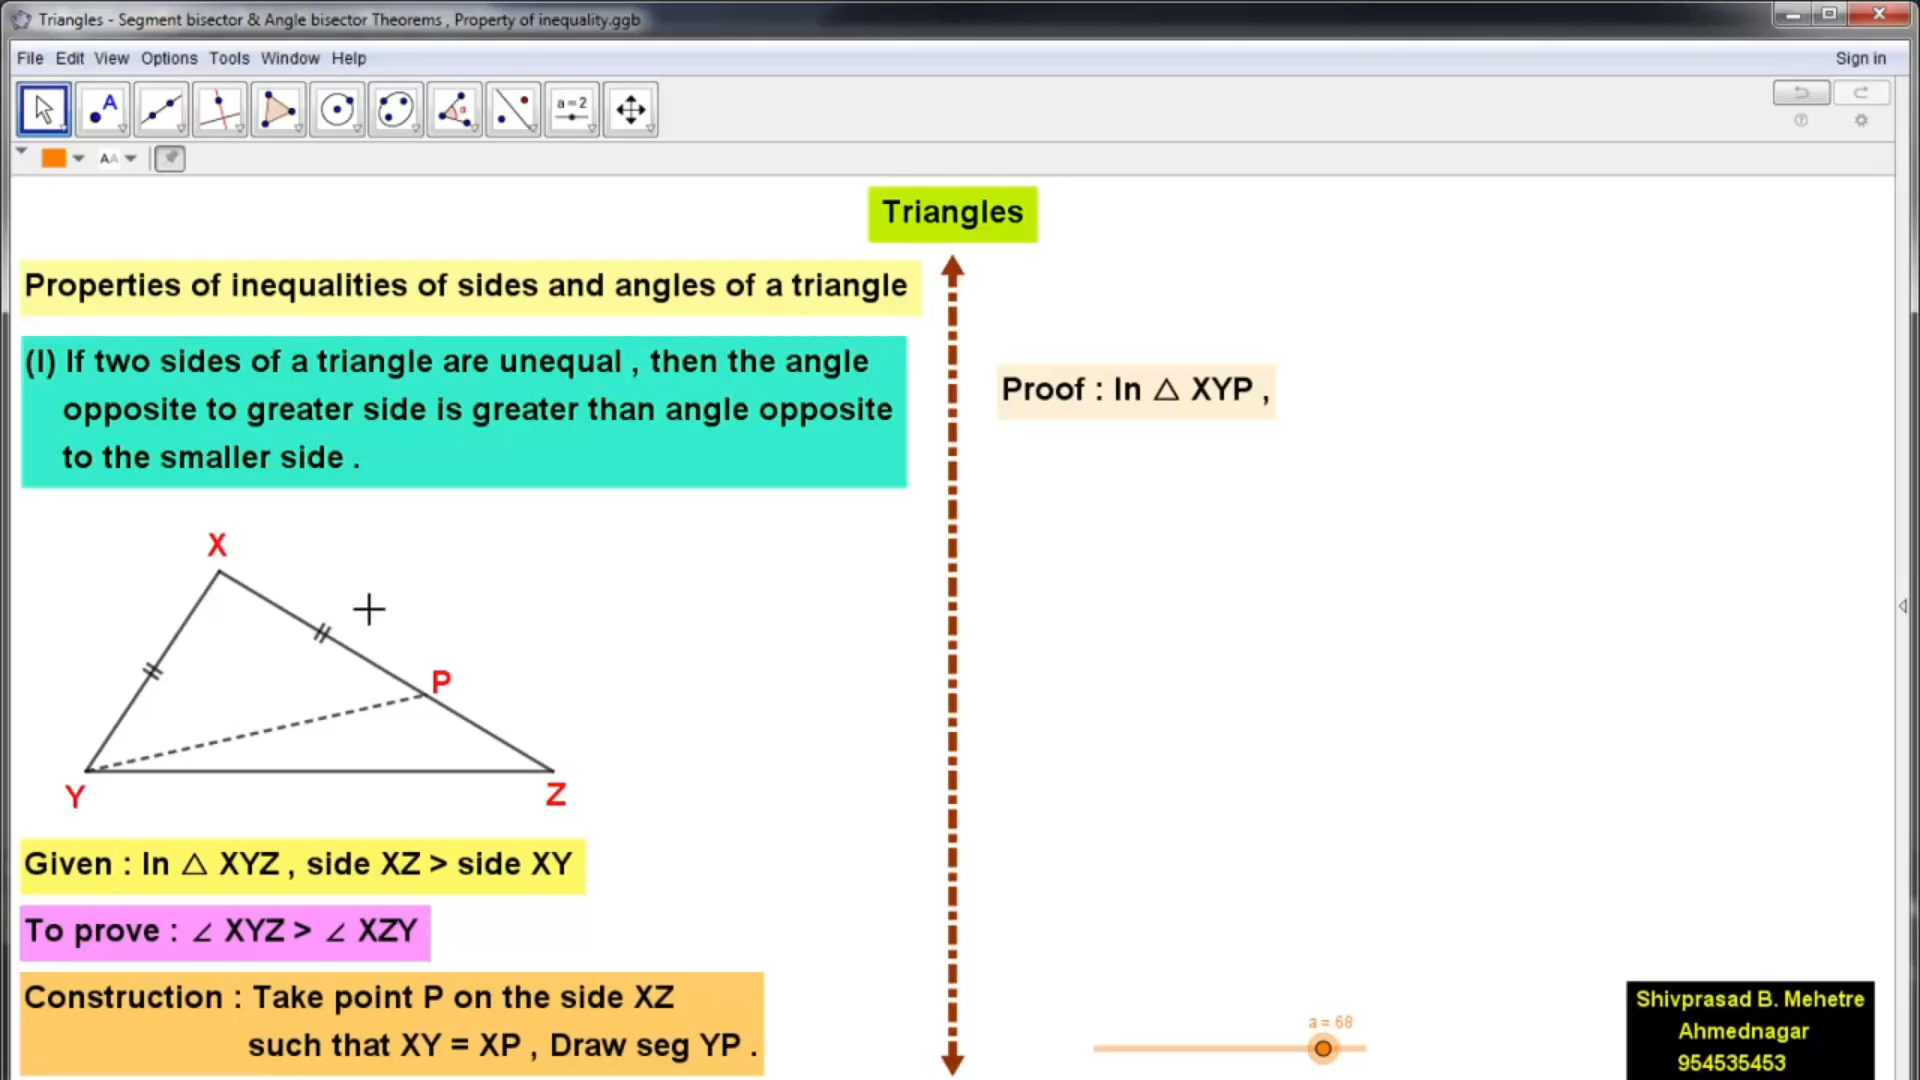 Triangles - Segment bisector & Angle bisector Theorems , Property of inequality.ggb
File Edit View Options Tools Window Help
Sign in
A
α
a = 2
AA
Triangles
Properties of inequalities of sides and angles of a triangle
(I) If two sides of a triangle are unequal , then the angle
opposite to greater side is greater than angle opposite
to the smaller side .
X
P
Y
Z
Given : In △ XYZ , side XZ > side XY
To prove : ∠ XYZ > ∠ XZY
Construction : Take point P on the side XZ
such that XY = XP , Draw seg YP .
Proof : In △ XYP ,
a = 68
Shivprasad B. Mehetre
Ahmednagar
954535453